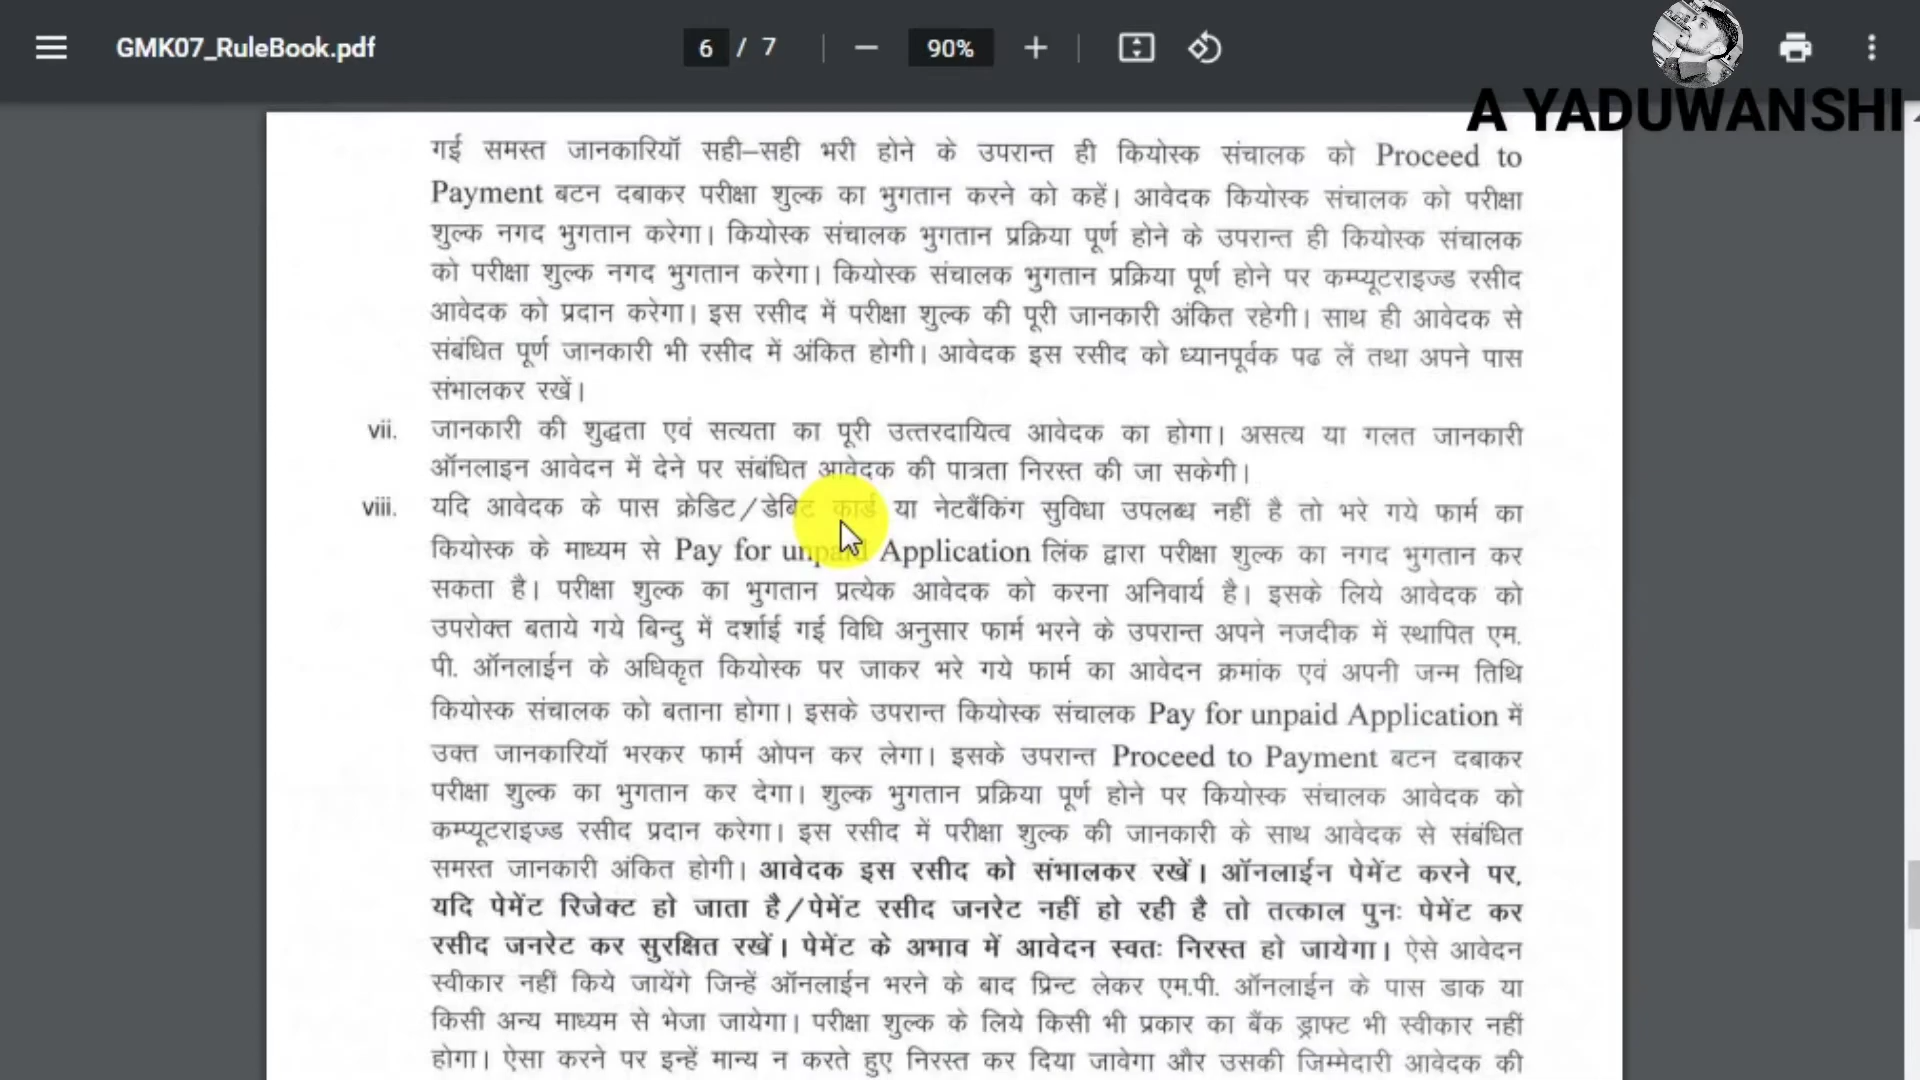 GMK07_RuleBook.pdf
6 / 7
90%
A YADUWANSHI
गई समस्त जानकारियॉ सही–सही भरी होने के उपरान्त ही कियोस्क संचालक को Proceed to
Payment बटन दबाकर परीक्षा शुल्क का भुगतान करने को कहें। आवेदक कियोस्क संचालक को परीक्षा
शुल्क नगद भुगतान करेगा। कियोस्क संचालक भुगतान प्रक्रिया पूर्ण होने के उपरान्त ही कियोस्क संचालक
को परीक्षा शुल्क नगद भुगतान करेगा। कियोस्क संचालक भुगतान प्रक्रिया पूर्ण होने पर कम्प्यूटराइज्ड रसीद
आवेदक को प्रदान करेगा। इस रसीद में परीक्षा शुल्क की पूरी जानकारी अंकित रहेगी। साथ ही आवेदक से
संबंधित पूर्ण जानकारी भी रसीद में अंकित होगी। आवेदक इस रसीद को ध्यानपूर्वक पढ लें तथा अपने पास
संभालकर रखें।
vii. जानकारी की शुद्धता एवं सत्यता का पूरी उत्तरदायित्व आवेदक का होगा। असत्य या गलत जानकारी
ऑनलाइन आवेदन में देने पर संबंधित आवेदक की पात्रता निरस्त की जा सकेगी।
viii. यदि आवेदक के पास क्रेडिट/डेबिट कार्ड या नेटबैंकिंग सुविधा उपलब्ध नहीं है तो भरे गये फार्म का
कियोस्क के माध्यम से Pay for unpaid Application लिंक द्वारा परीक्षा शुल्क का नगद भुगतान कर
सकता है। परीक्षा शुल्क का भुगतान प्रत्येक आवेदक को करना अनिवार्य है। इसके लिये आवेदक को
उपरोक्त बताये गये बिन्दु में दर्शाई गई विधि अनुसार फार्म भरने के उपरान्त अपने नजदीक में स्थापित एम.
पी. ऑनलाईन के अधिकृत कियोस्क पर जाकर भरे गये फार्म का आवेदन क्रमांक एवं अपनी जन्म तिथि
कियोस्क संचालक को बताना होगा। इसके उपरान्त कियोस्क संचालक Pay for unpaid Application में
उक्त जानकारियॉ भरकर फार्म ओपन कर लेगा। इसके उपरान्त Proceed to Payment बटन दबाकर
परीक्षा शुल्क का भुगतान कर देगा। शुल्क भुगतान प्रक्रिया पूर्ण होने पर कियोस्क संचालक आवेदक को
कम्प्यूटराइज्ड रसीद प्रदान करेगा। इस रसीद में परीक्षा शुल्क की जानकारी के साथ आवेदक से संबंधित
समस्त जानकारी अंकित होगी। आवेदक इस रसीद को संभालकर रखें। ऑनलाईन पेमेंट करने पर,
यदि पेमेंट रिजेक्ट हो जाता है/पेमेंट रसीद जनरेट नहीं हो रही है तो तत्काल पुनः पेमेंट कर
रसीद जनरेट कर सुरक्षित रखें। पेमेंट के अभाव में आवेदन स्वतः निरस्त हो जायेगा। ऐसे आवेदन
स्वीकार नहीं किये जायेंगे जिन्हें ऑनलाईन भरने के बाद प्रिन्ट लेकर एम.पी. ऑनलाईन के पास डाक या
किसी अन्य माध्यम से भेजा जायेगा। परीक्षा शुल्क के लिये किसी भी प्रकार का बैंक ड्राफ्ट भी स्वीकार नहीं
होगा। ऐसा करने पर इन्हें मान्य न करते हुए निरस्त कर दिया जावेगा और उसकी जिम्मेदारी आवेदक की